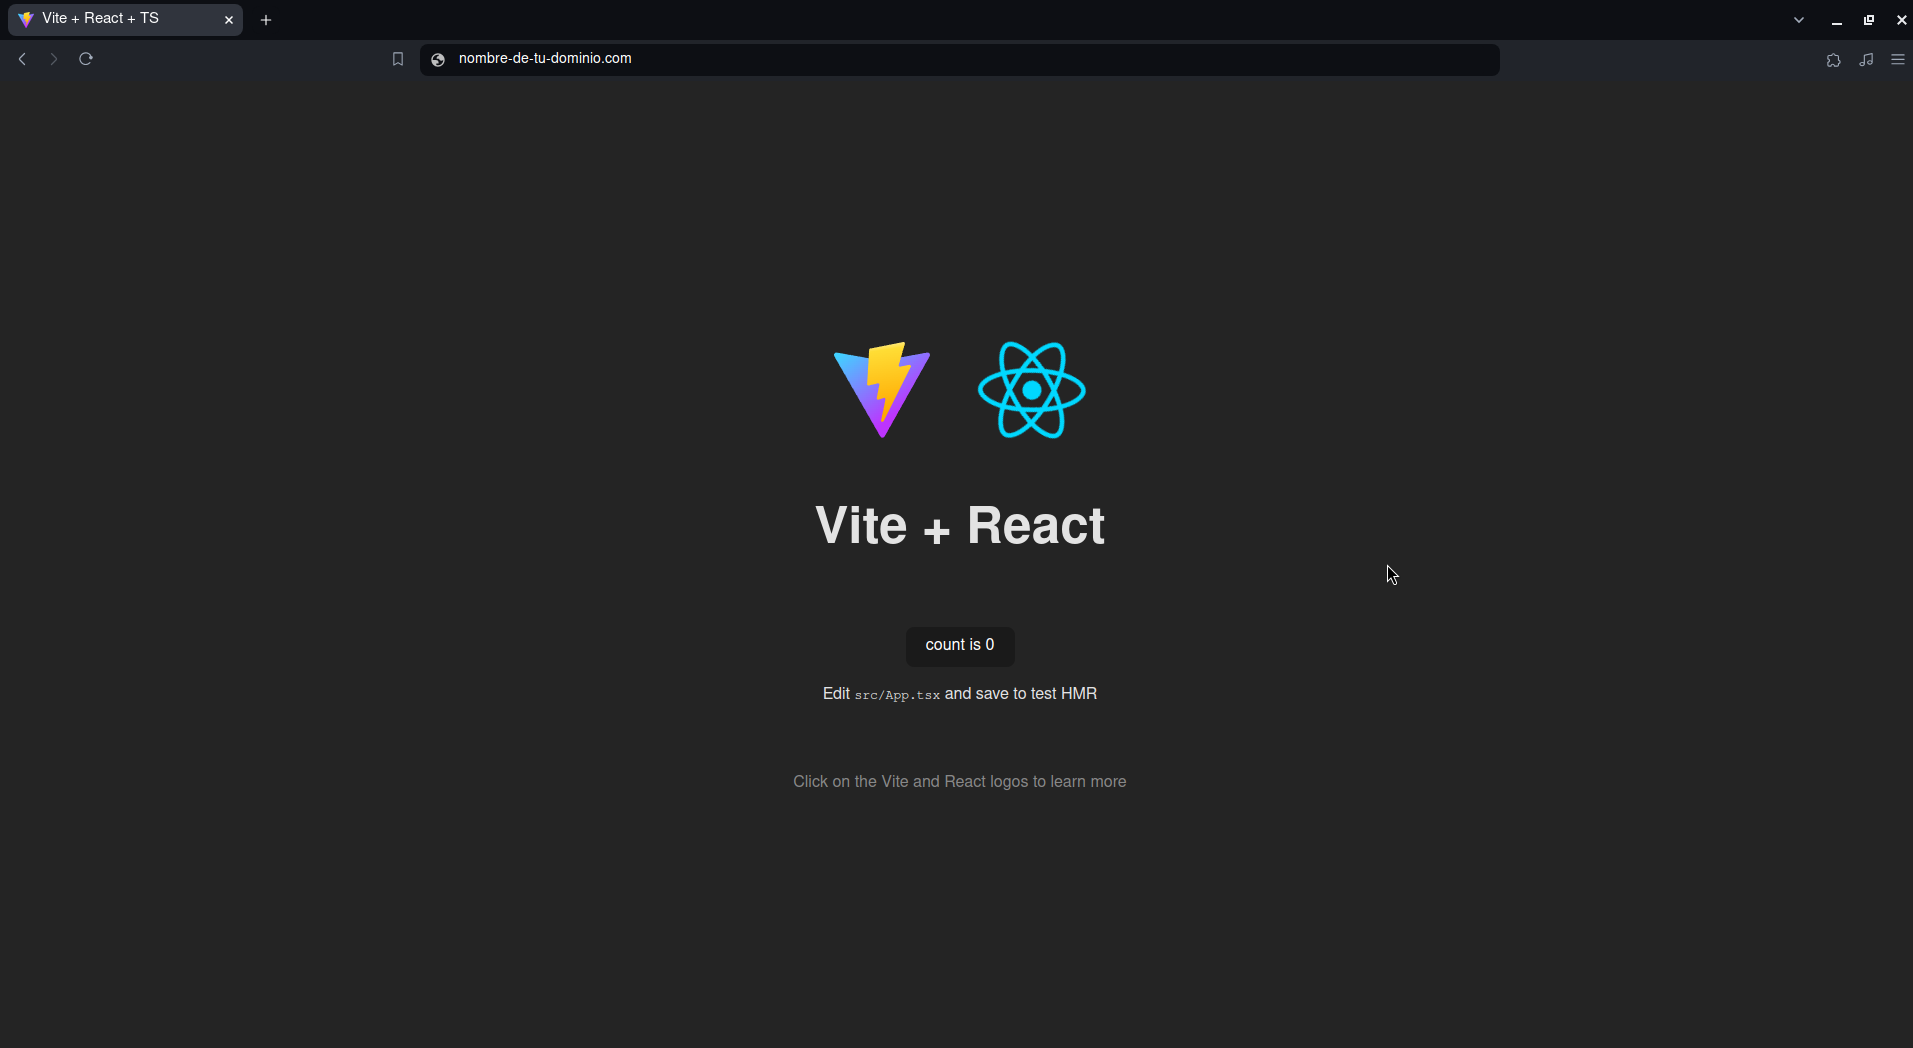 Vite + React + TS
nombre-de-tu-dominio.com
Vite + React
count is 0
Edit src/App.tsx and save to test HMR
Click on the Vite and React logos to learn more